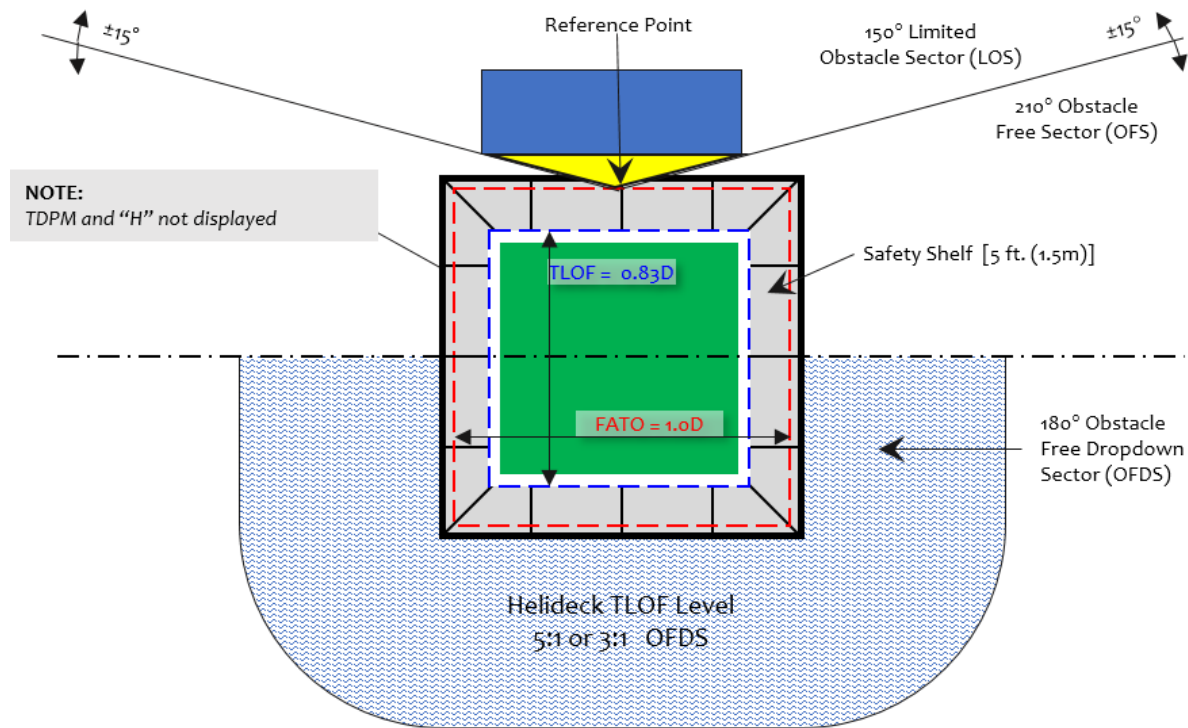 ±15°
Reference Point
150° Limited
Obstacle Sector (LOS)
±15°
210° Obstacle
Free Sector (OFS)
NOTE:
TDPM and “H” not displayed
Safety Shelf [5 ft. (1.5m)]
TLOF = 0.83D
FATO = 1.0D
180° Obstacle
Free Dropdown
Sector (OFDS)
Helideck TLOF Level
5:1 or 3:1 OFDS